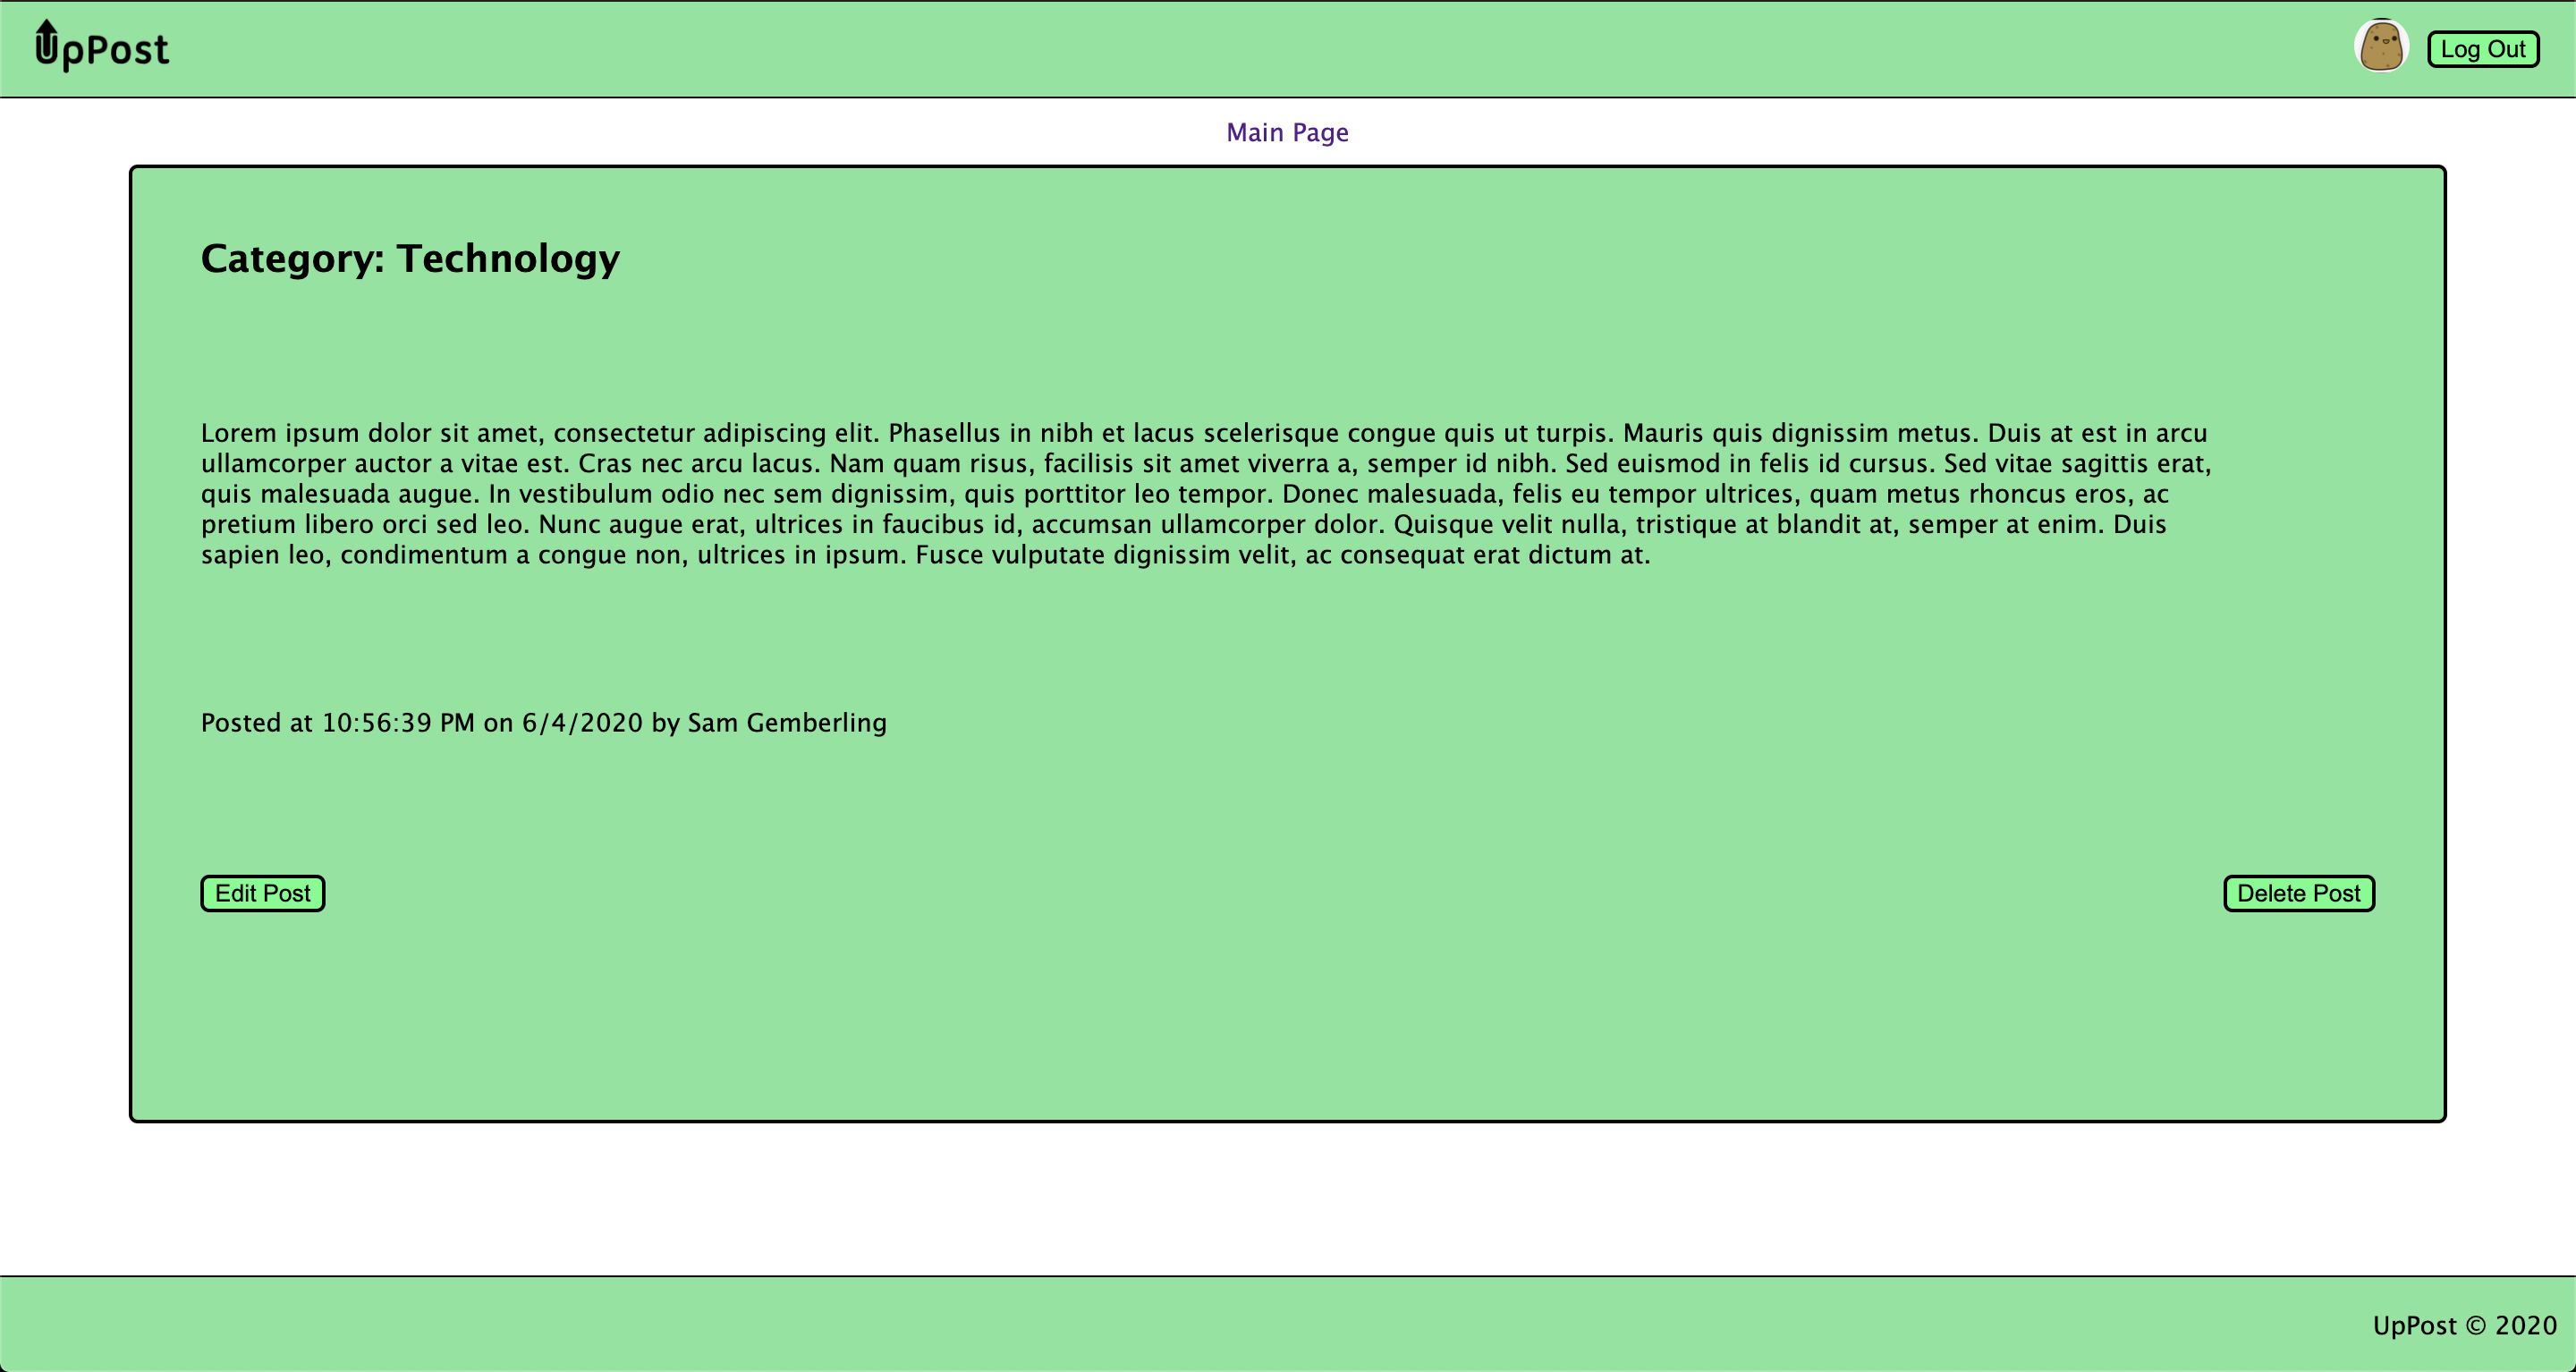 UpPost
Log Out
Main Page
Category: Technology
Lorem ipsum dolor sit amet, consectetur adipiscing elit. Phasellus in nibh et lacus scelerisque congue quis ut turpis. Mauris quis dignissim metus. Duis at est in arcu
ullamcorper auctor a vitae est. Cras nec arcu lacus. Nam quam risus, facilisis sit amet viverra a, semper id nibh. Sed euismod in felis id cursus. Sed vitae sagittis erat,
quis malesuada augue. In vestibulum odio nec sem dignissim, quis porttitor leo tempor. Donec malesuada, felis eu tempor ultrices, quam metus rhoncus eros, ac
pretium libero orci sed leo. Nunc augue erat, ultrices in faucibus id, accumsan ullamcorper dolor. Quisque velit nulla, tristique at blandit at, semper at enim. Duis
sapien leo, condimentum a congue non, ultrices in ipsum. Fusce vulputate dignissim velit, ac consequat erat dictum at.
Posted at 10:56:39 PM on 6/4/2020 by Sam Gemberling
Edit Post
Delete Post
UpPost © 2020